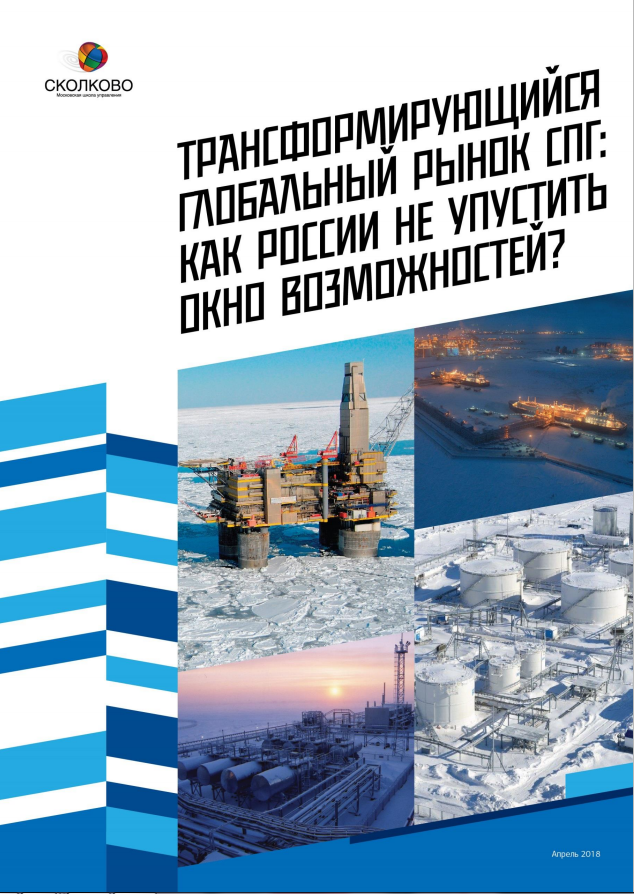 СКОЛКОВО
Московская школа управления
ТРАНСФОРМИРУЮЩИЙСЯ
ГЛОБАЛЬНЫЙ РЫНОК СПГ:
КАК РОССИИ НЕ УПУСТИТЬ
ОКНО ВОЗМОЖНОСТЕЙ?
Апрель 2018